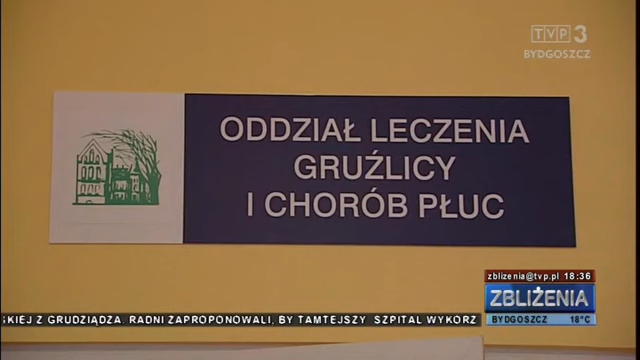 TVP 3
BYDGOSZCZ
ODDZIAŁ LECZENIA
GRUŹLICY
I CHORÓB PŁUC
zblizenia@tvp.pl 18:36
ZBLIŻENIA
BYDGOSZCZ 18°C
SKIEJ Z GRUDZIĄDZA. RADNI ZAPROPONOWALI, BY TAMTEJSZY SZPITAL WYKORZ